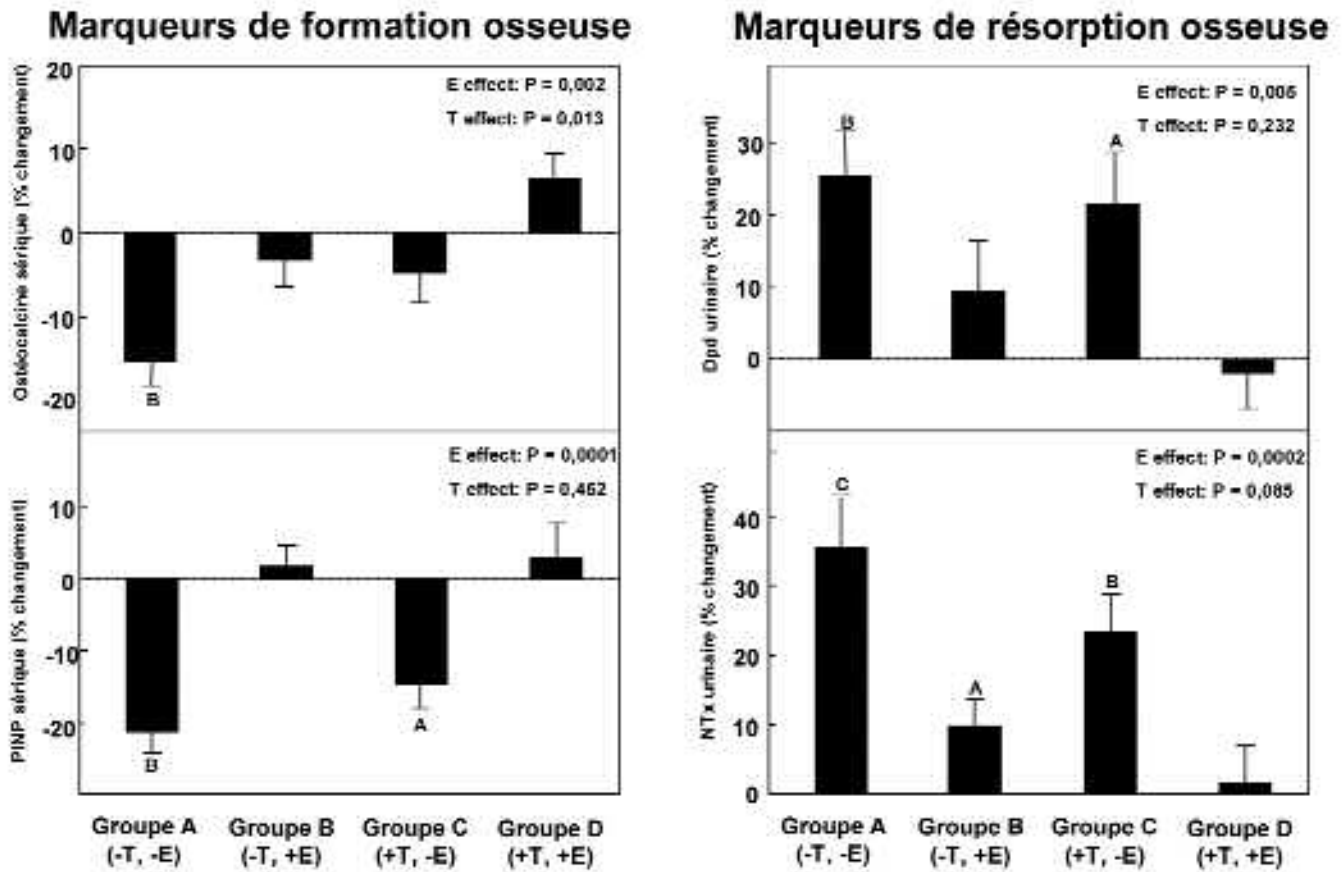 Marqueurs de formation osseuse
Ostéocalcine sérique (% changement)
20
10
0
-10
-20
E effect: P = 0,002
T effect: P = 0,013
B
PINP sérique (% changement)
10
0
-10
-20
E effect: P = 0,0001
T effect: P = 0,452
B
A
Groupe A
(-T, -E)
Groupe B
(-T, +E)
Groupe C
(+T, -E)
Groupe D
(+T, +E)
Marqueurs de résorption osseuse
Dpd urinaire (% changement)
30
20
10
0
E effect: P = 0,005
T effect: P = 0,232
B
A
NTx urinaire (% changement)
40
30
20
10
0
E effect: P = 0,0002
T effect: P = 0,085
C
A
B
Groupe A
(-T, -E)
Groupe B
(-T, +E)
Groupe C
(+T, -E)
Groupe D
(+T, +E)